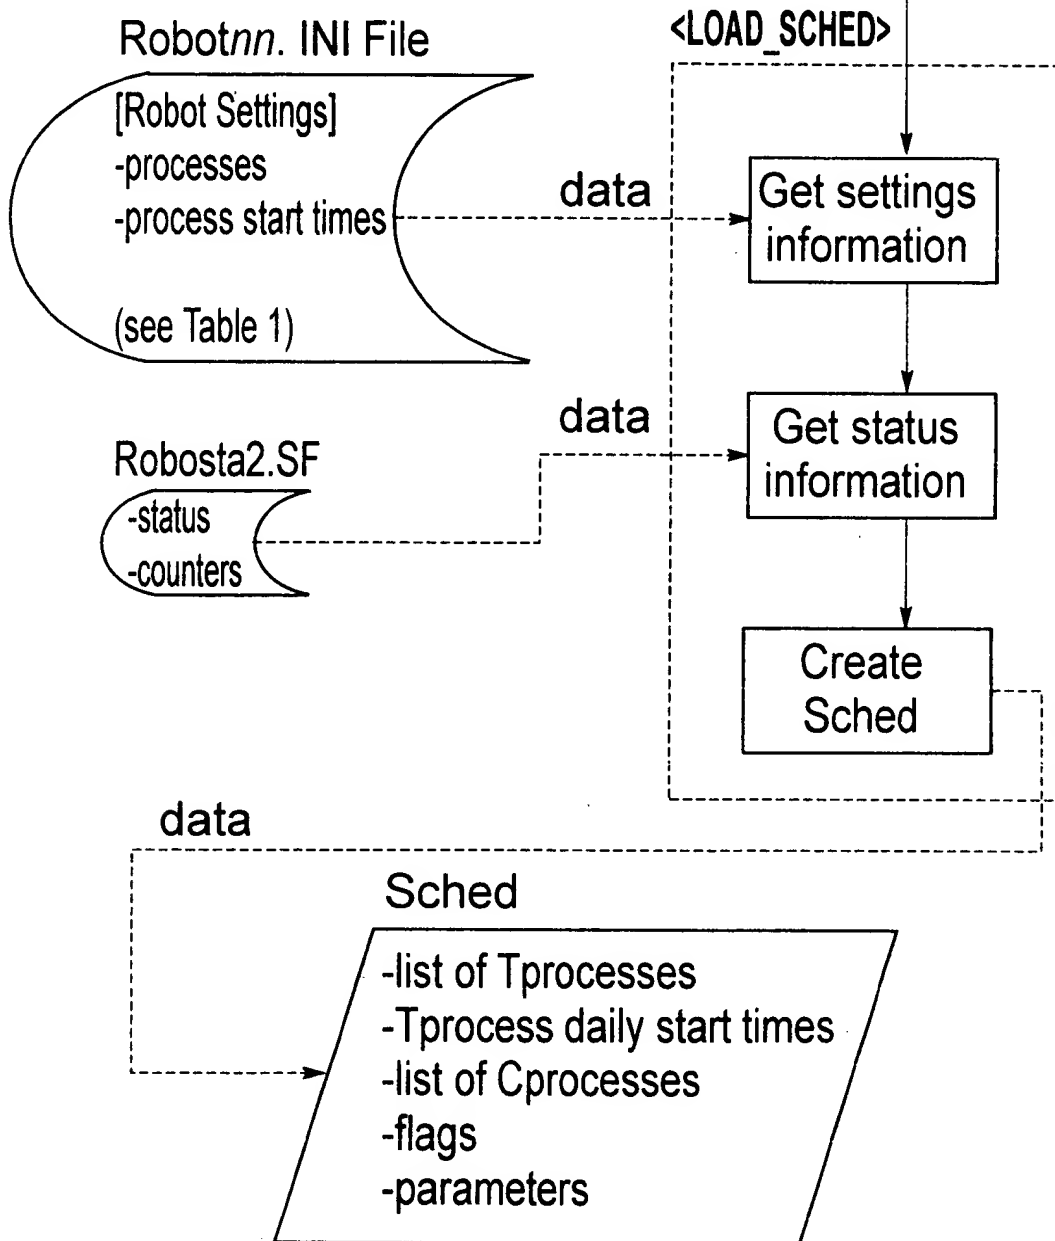 Robotnn. INI File
<LOAD_SCHED>
[Robot Settings]
-processes
-process start times
(see Table 1)
data
Get settings
information
data
Get status
information
Robosta2.SF
-status
-counters
Create
Sched
data
Sched
-list of Tprocesses
-Tprocess daily start times
-list of Cprocesses
-flags
-parameters